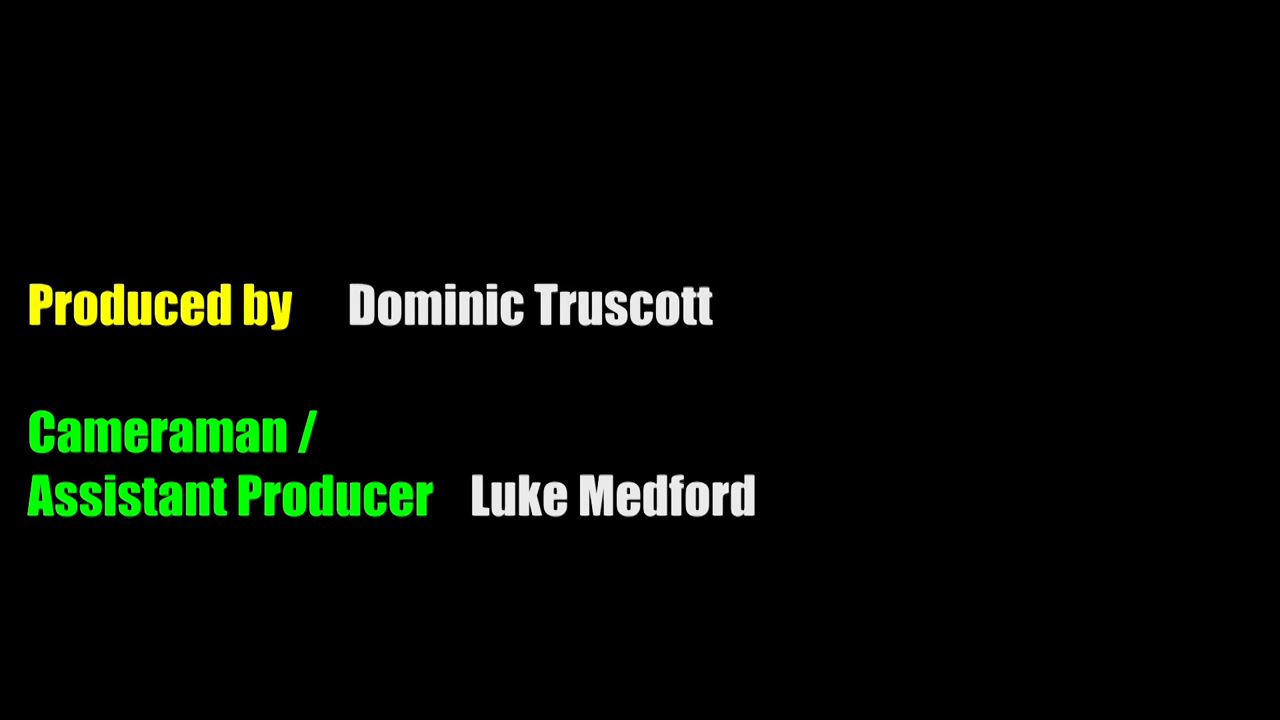 Produced by Dominic Truscott
Cameraman /
Assistant Producer Luke Medford